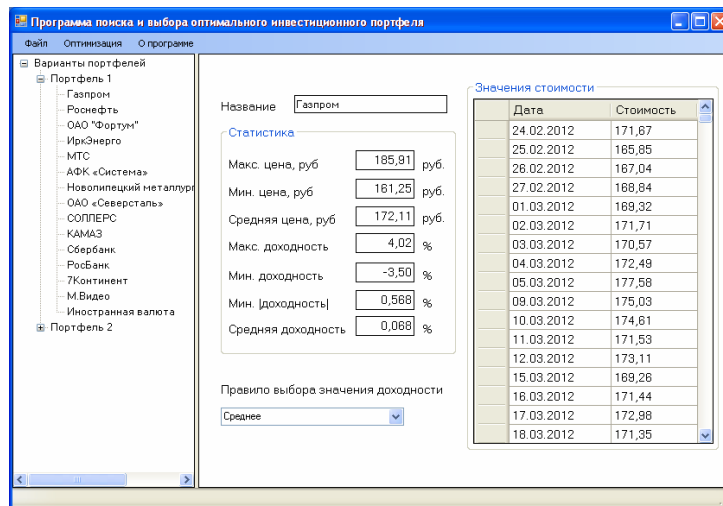 Программа поиска и выбора оптимального инвестиционного портфеля
Файл Оптимизация О программе
Варианты портфелей
Портфель 1
Газпром
Роснефть
ОАО "Фортум"
ИркЭнерго
МТС
АФК «Система»
Новолипецкий металлург
ОАО «Северсталь»
СОЛЛЕРС
КАМАЗ
Сбербанк
РосБанк
7Континент
М.Видео
Иностранная валюта
Портфель 2
Название Газпром
Статистика
Макс. цена, руб 185,91 руб.
Мин. цена, руб 161,25 руб.
Средняя цена, руб 172,11 руб.
Макс. доходность 4,02 %
Мин. доходность -3,50 %
Мин. |доходность| 0,568 %
Средняя доходность 0,068 %
Правило выбора значения доходности
Среднее
Значения стоимости
Дата Стоимость
24.02.2012 171,67
25.02.2012 165,85
26.02.2012 167,04
27.02.2012 168,84
01.03.2012 169,32
02.03.2012 171,71
03.03.2012 170,57
04.03.2012 172,49
05.03.2012 177,58
09.03.2012 175,03
10.03.2012 174,61
11.03.2012 171,53
12.03.2012 173,11
15.03.2012 169,26
16.03.2012 171,44
17.03.2012 172,98
18.03.2012 171,35